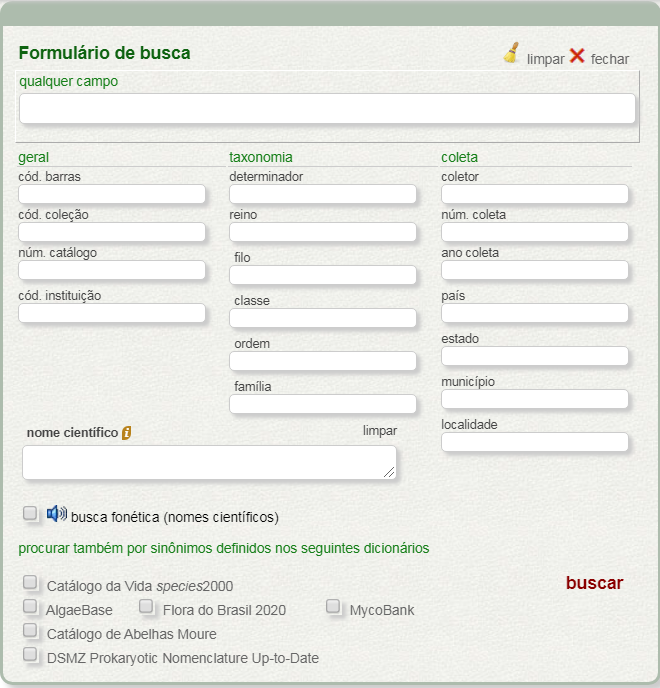 Formulário de busca
limpar fechar
qualquer campo
geral taxonomia coleta
cód. barras determinador coletor
cód. coleção reino núm. coleta
núm. catálogo filo ano coleta
cód. instituição classe país
ordem estado
família município
nome científico i limpar localidade
busca fonética (nomes científicos)
procurar também por sinônimos definidos nos seguintes dicionários
Catálogo da Vida species2000 buscar
AlgaeBase Flora do Brasil 2020 MycoBank
Catálogo de Abelhas Moure
DSMZ Prokaryotic Nomenclature Up-to-Date